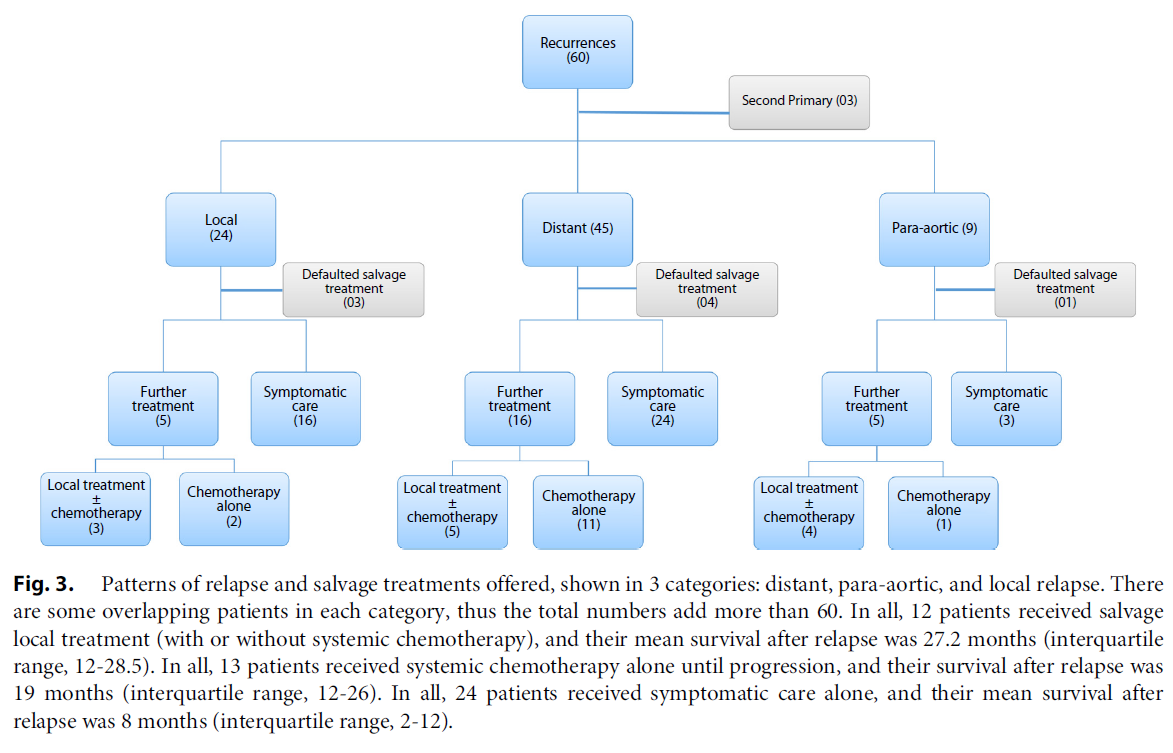 Recurrences
(60)
Second Primary (03)
Local
(24)
Distant (45)
Para-aortic (9)
Defaulted salvage
treatment
(03)
Defaulted salvage
treatment
(04)
Defaulted salvage
treatment
(01)
Further
treatment
(5)
Symptomatic
care
(16)
Further
treatment
(16)
Symptomatic
care
(24)
Further
treatment
(5)
Symptomatic
care
(3)
Local treatment
±
chemotherapy
(3)
Chemotherapy
alone
(2)
Local treatment
±
chemotherapy
(5)
Chemotherapy
alone
(11)
Local treatment
±
chemotherapy
(4)
Chemotherapy
alone
(1)
Fig. 3. Patterns of relapse and salvage treatments offered, shown in 3 categories: distant, para-aortic, and local relapse. There
are some overlapping patients in each category, thus the total numbers add more than 60. In all, 12 patients received salvage
local treatment (with or without systemic chemotherapy), and their mean survival after relapse was 27.2 months (interquartile
range, 12-28.5). In all, 13 patients received systemic chemotherapy alone until progression, and their survival after relapse was
19 months (interquartile range, 12-26). In all, 24 patients received symptomatic care alone, and their mean survival after
relapse was 8 months (interquartile range, 2-12).